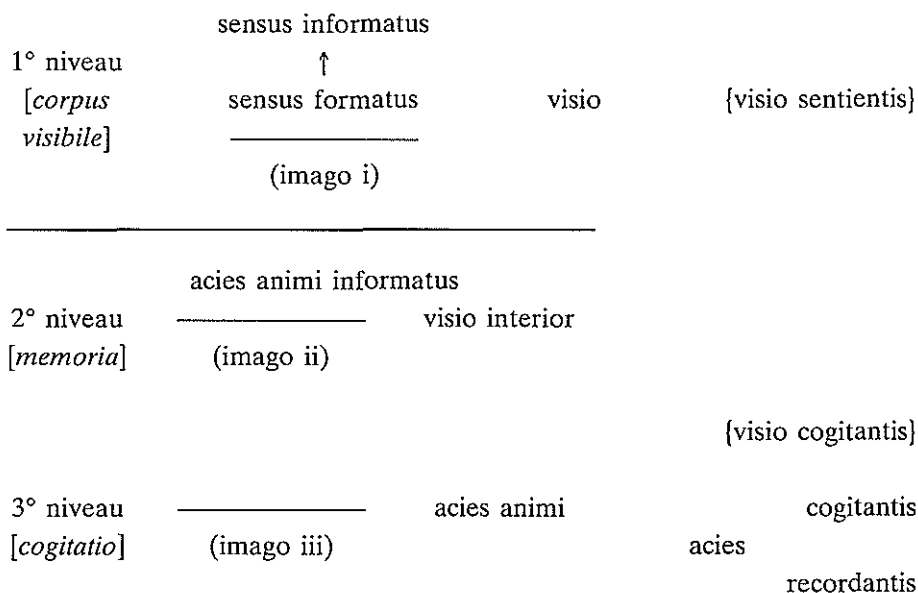 sensus informatus
1° niveau ↑
[corpus sensus formatus visio {visio sentientis}
visibile]
(imago i)
acies animi informatus
2° niveau visio interior
[memoria] (imago ii)
{visio cogitantis}
3° niveau acies animi cogitantis
[cogitatio] (imago iii) acies
recordantis